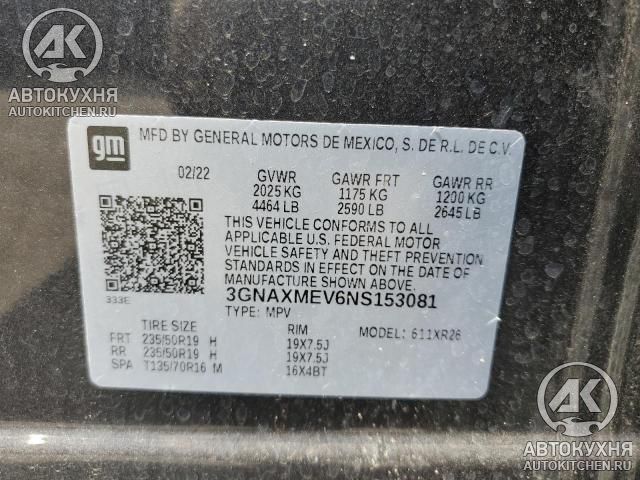 AK
АВТОКУХНЯ
AUTOKITCHEN.RU
gm
MFD BY GENERAL MOTORS DE MEXICO, S. DE R.L. DE C.V.
02/22 GVWR GAWR FRT GAWR RR
2025 KG 1175 KG 1200 KG
4464 LB 2590 LB 2645 LB
THIS VEHICLE CONFORMS TO ALL
APPLICABLE U.S. FEDERAL MOTOR
VEHICLE SAFETY AND THEFT PREVENTION
STANDARDS IN EFFECT ON THE DATE OF
MANUFACTURE SHOWN ABOVE.
333E
3GNAXMEV6NS153081
TYPE: MPV
TIRE SIZE RIM MODEL: 611XR26
FRT 235/50R19 H 19X7.5J
RR 235/50R19 H 19X7.5J
SPA T135/70R16 M 16X4BT
AK
АВТОКУХНЯ
AUTOKITCHEN.RU